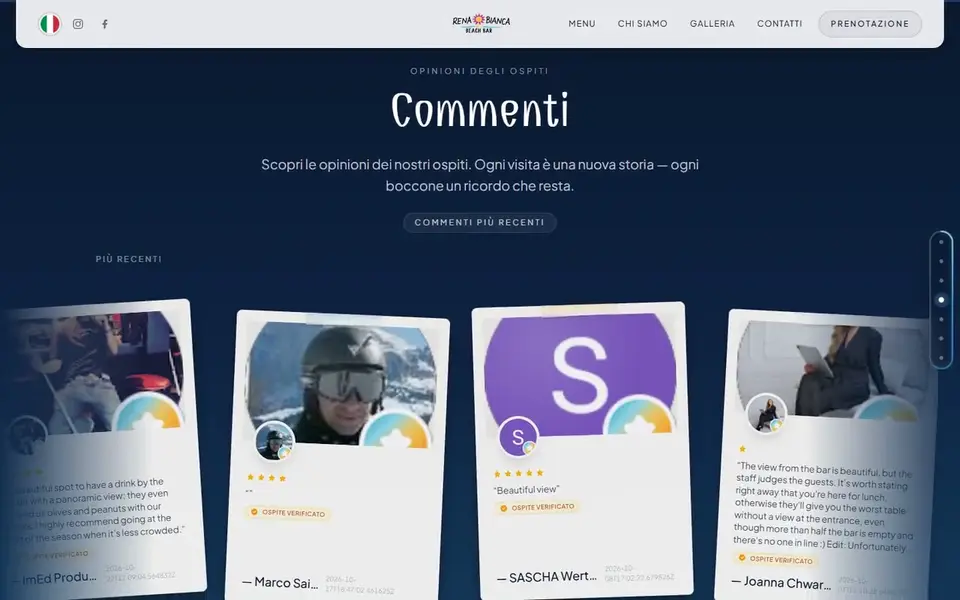 RENA BIANCA
BEACH BAR
MENU
CHI SIAMO
GALLERIA
CONTATTI
PRENOTAZIONE
OPINIONI DEGLI OSPITI
Commenti
Scopri le opinioni dei nostri ospiti. Ogni visita è una nuova storia — ogni
boccone un ricordo che resta.
COMMENTI PIÙ RECENTI
PIÙ RECENTI
spot to have a drink by the
with a panoramic view: they even
olives and peanuts with our
I highly recommend going at the
of the season when it's less crowded."
— ImEd Produ...
""
OSPITE VERIFICATO
— Marco Sai...
S
S
"Beautiful view"
OSPITE VERIFICATO
— SASCHA Wert...
"The view from the bar is beautiful, but the
staff judges the guests. It's worth stating
right away that you're here for lunch,
otherwise they'll give you the worst table
without a view at the entrance, even
though more than half the bar is empty and
there's no one in line :) Edit: Unfortunately
OSPITE VERIFICATO
— Joanna Chwar...